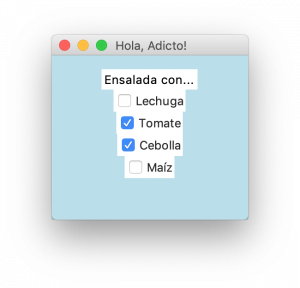 Hola, Adicto!
Ensalada con...
Lechuga
Tomate
Cebolla
Maíz